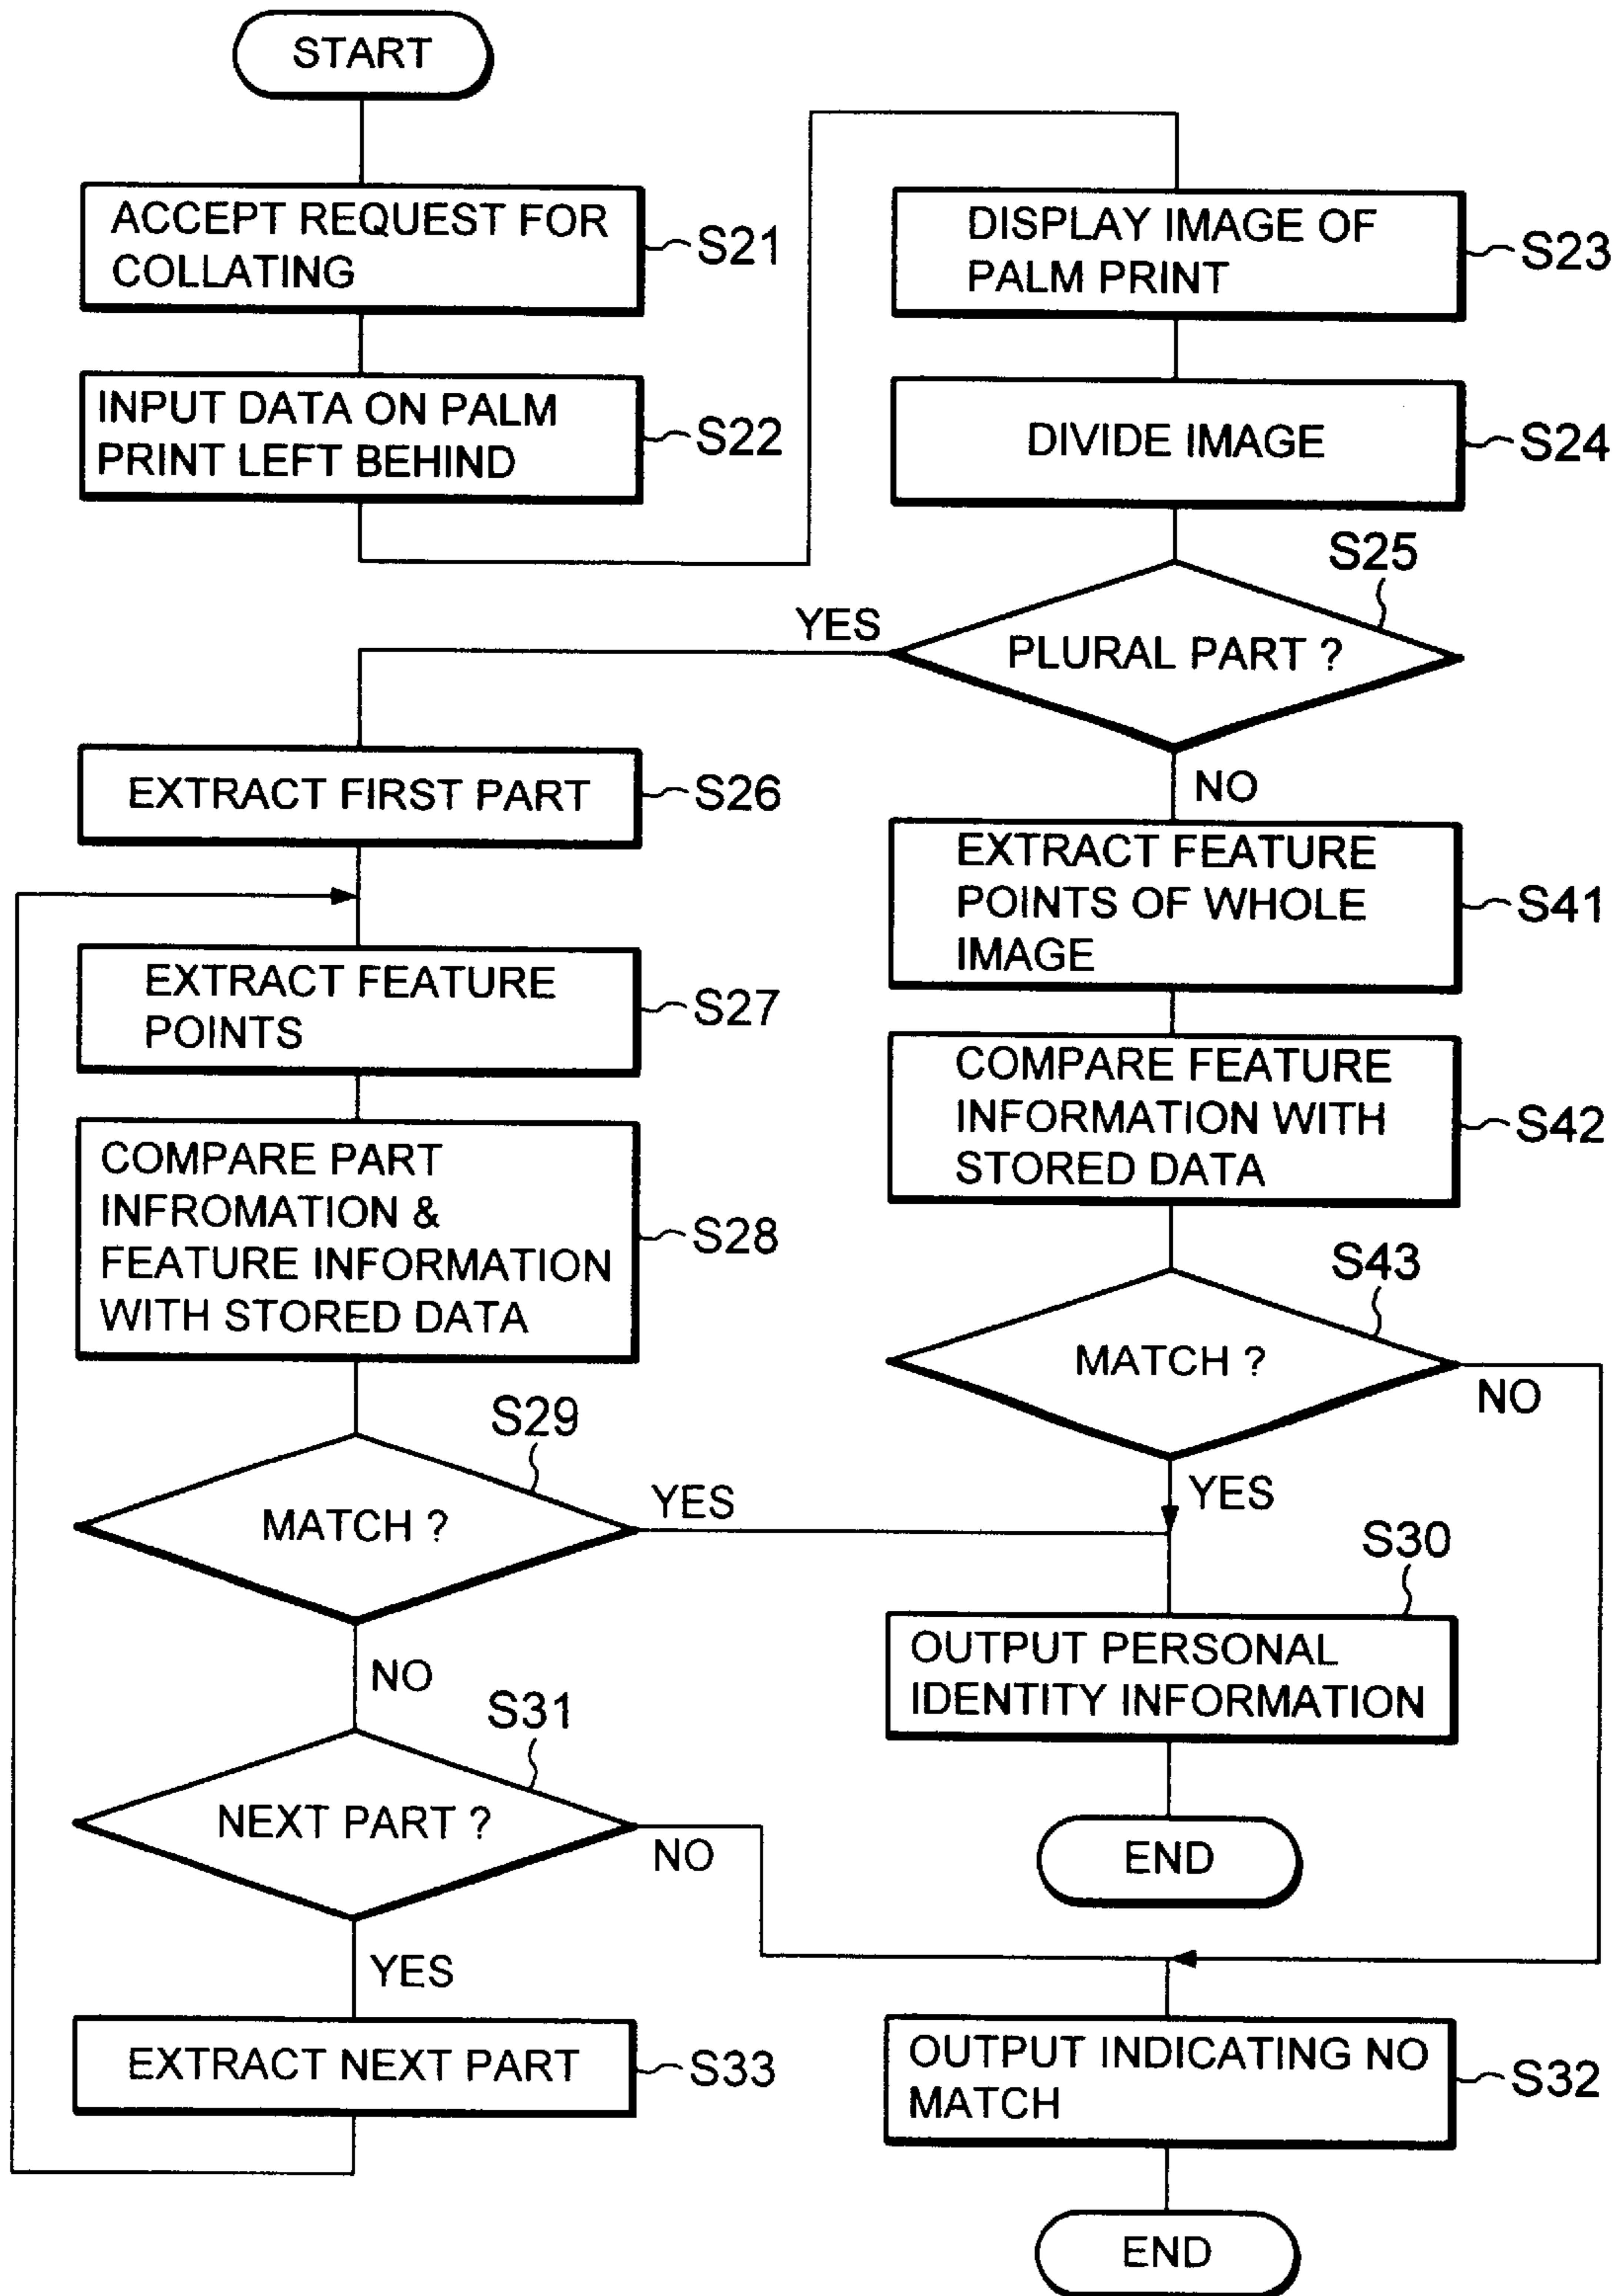 START
ACCEPT REQUEST FOR
COLLATING
S21
INPUT DATA ON PALM
PRINT LEFT BEHIND
S22
DISPLAY IMAGE OF
PALM PRINT
S23
DIVIDE IMAGE
S24
S25
PLURAL PART ?
YES
NO
EXTRACT FIRST PART
S26
EXTRACT FEATURE
POINTS
S27
COMPARE PART
INFROMATION &
FEATURE INFORMATION
WITH STORED DATA
S28
S29
MATCH ?
YES
NO
S31
NEXT PART ?
NO
YES
EXTRACT NEXT PART
S33
EXTRACT FEATURE
POINTS OF WHOLE
IMAGE
S41
COMPARE FEATURE
INFORMATION WITH
STORED DATA
S42
S43
MATCH ?
NO
YES
S30
OUTPUT PERSONAL
IDENTITY INFORMATION
END
OUTPUT INDICATING NO
MATCH
S32
END